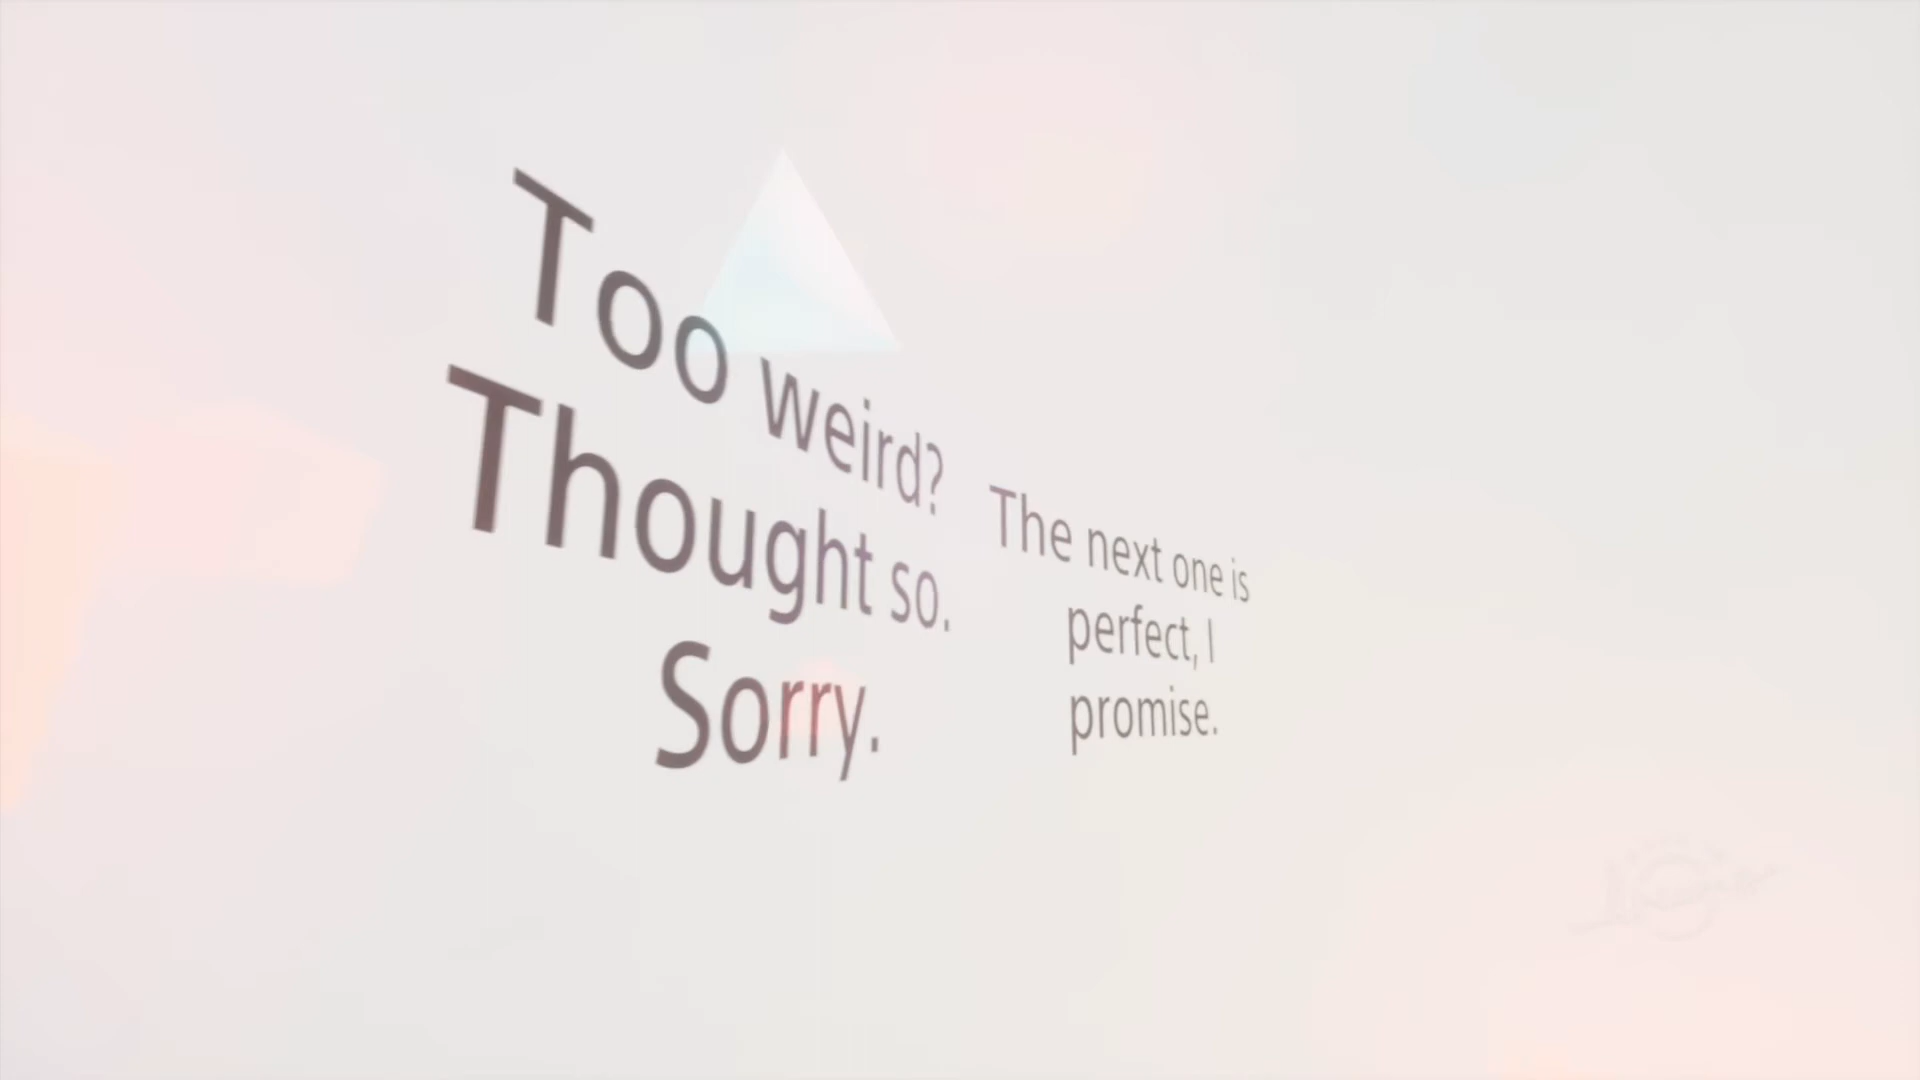 Too weird?
Thought so.
Sorry.
The next one is
perfect, I
promise.